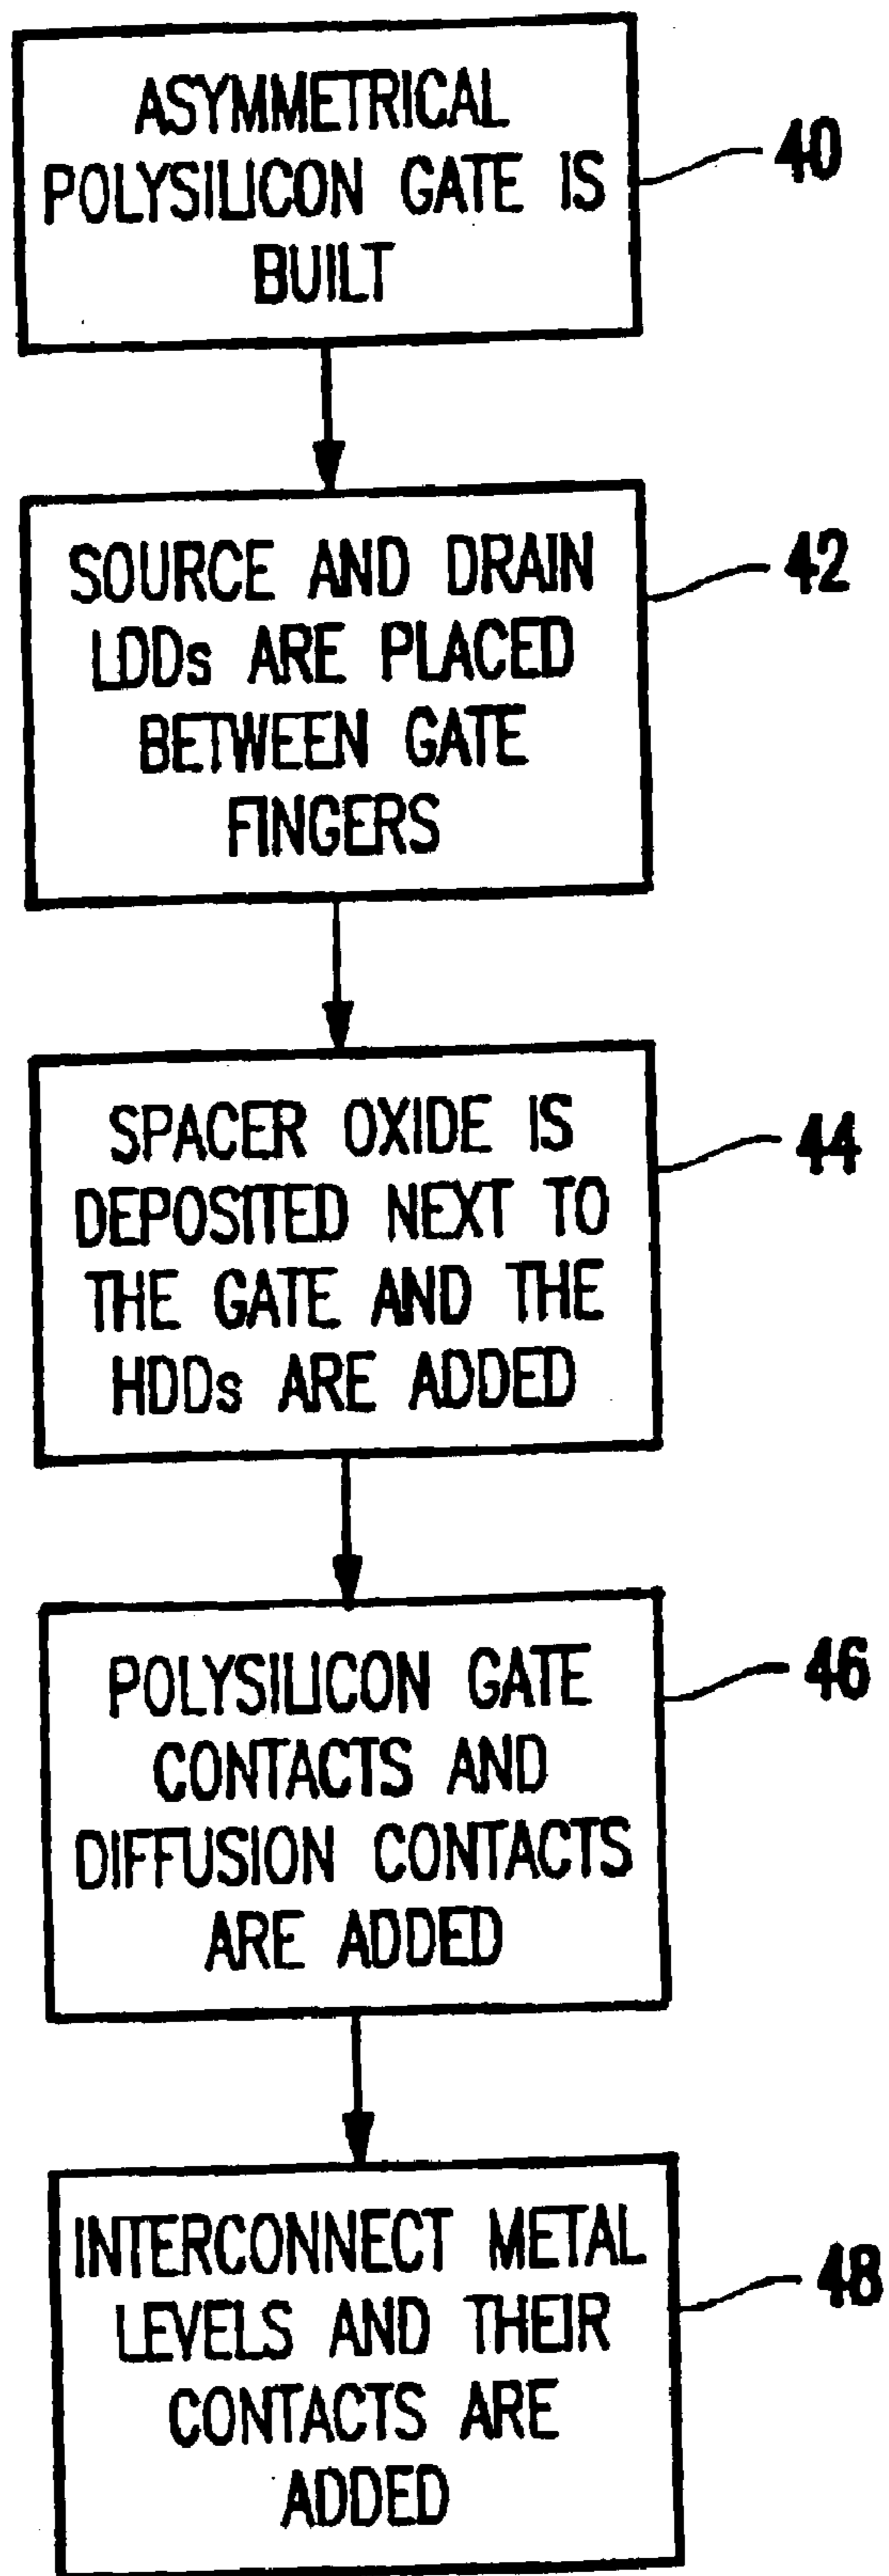 ASYMMETRICAL
POLYSILICON GATE IS
BUILT
40
SOURCE AND DRAIN
LDDs ARE PLACED
BETWEEN GATE
FINGERS
42
SPACER OXIDE IS
DEPOSITED NEXT TO
THE GATE AND THE
HDDs ARE ADDED
44
POLYSILICON GATE
CONTACTS AND
DIFFUSION CONTACTS
ARE ADDED
46
INTERCONNECT METAL
LEVELS AND THEIR
CONTACTS ARE
ADDED
48